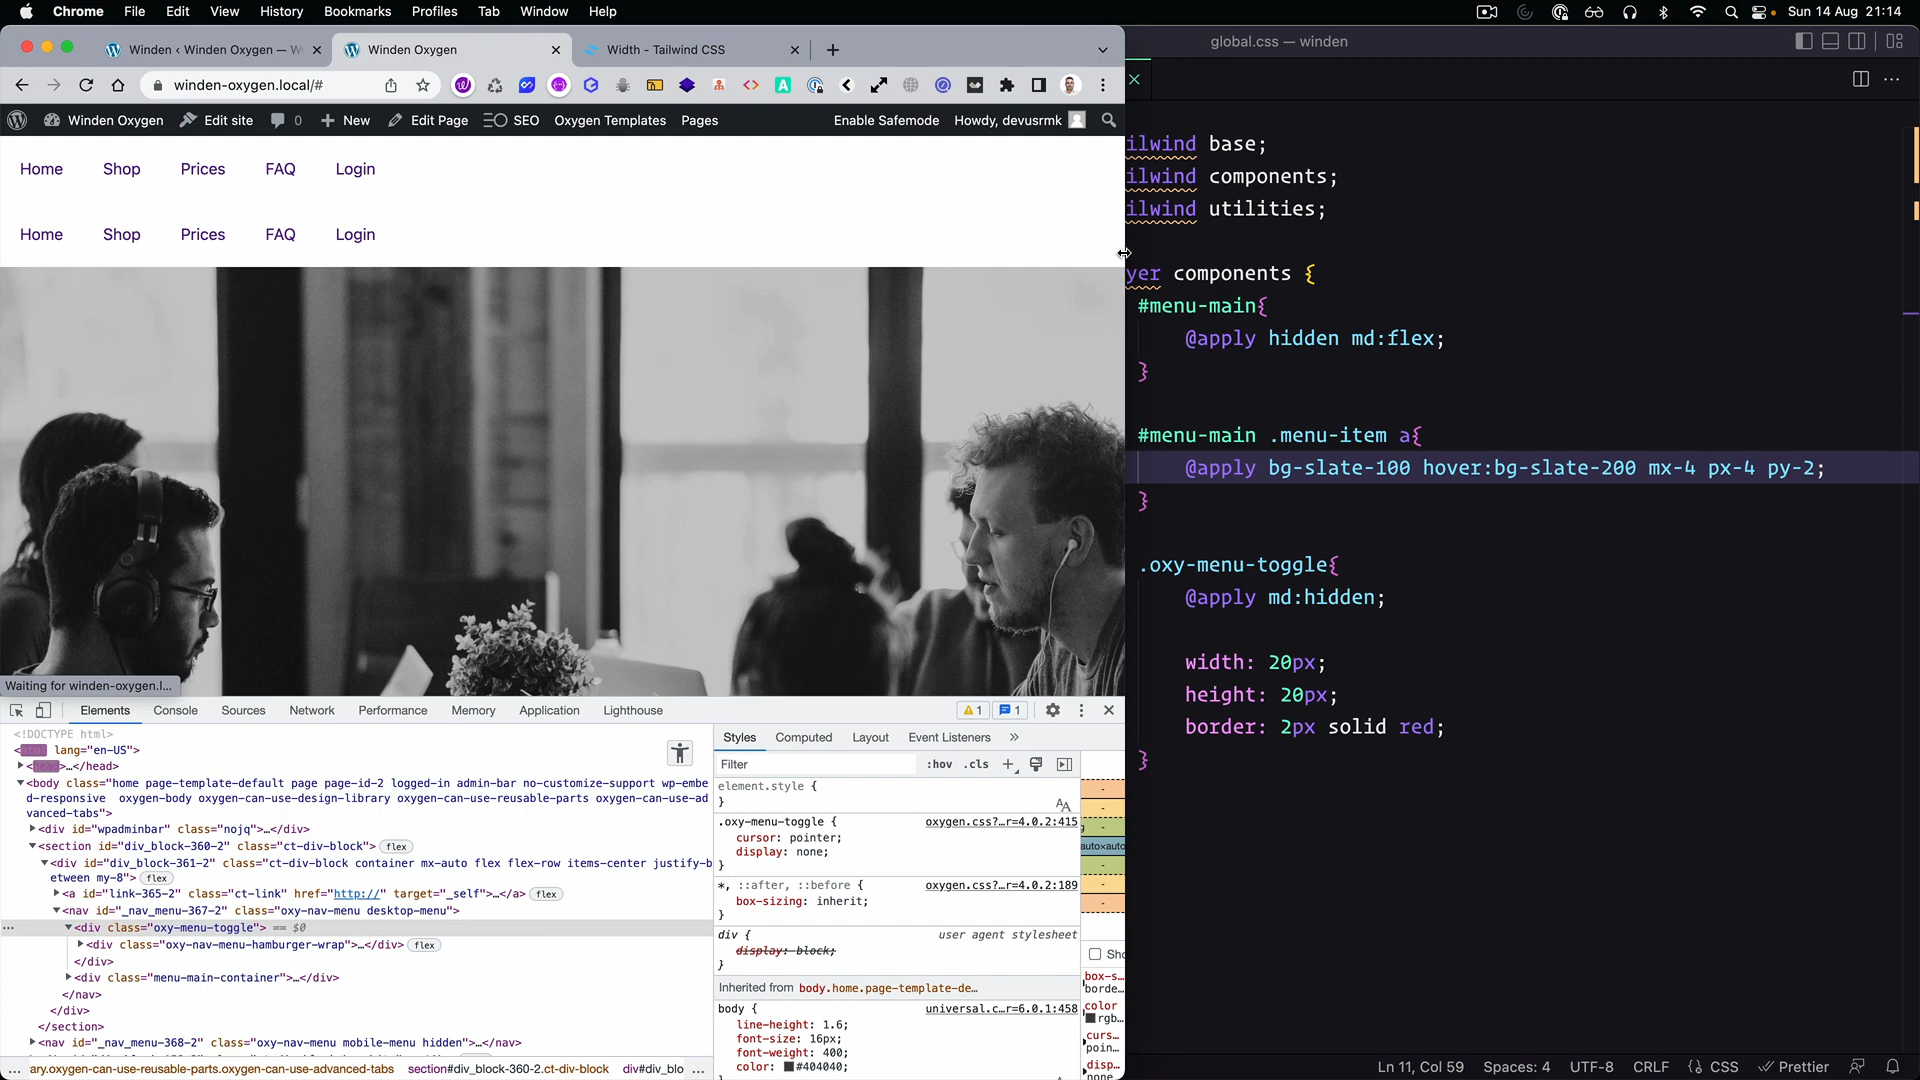 Chrome File Edit View History Bookmarks Profiles Tab Window Help Sun 14 Aug 21:14
Winden ‹ Winden Oxygen — W
Winden Oxygen
Width - Tailwind CSS
global.css — winden
winden-oxygen.local/#
Winden Oxygen Edit site 0 New Edit Page SEO Oxygen Templates Pages Enable Safemode Howdy, devusrmk
Home Shop Prices FAQ Login
Home Shop Prices FAQ Login
Waiting for winden-oxygen.l...
ilwind base;
ilwind components;
ilwind utilities;
yer components {
#menu-main{
@apply hidden md:flex;
}
#menu-main .menu-item a{
@apply bg-slate-100 hover:bg-slate-200 mx-4 px-4 py-2;
}
.oxy-menu-toggle{
@apply md:hidden;
width: 20px;
height: 20px;
border: 2px solid red;
}
Elements Console Sources Network Performance Memory Application Lighthouse 1 1
<!DOCTYPE html>
<html lang="en-US">
<head>…</head>
<body class="home page-template-default page page-id-2 logged-in admin-bar no-customize-support wp-embe
d-responsive oxygen-body oxygen-can-use-design-library oxygen-can-use-reusable-parts oxygen-can-use-ad
vanced-tabs">
<div id="wpadminbar" class="nojq">…</div>
<section id="div_block-360-2" class="ct-div-block"> flex
<div id="div_block-361-2" class="ct-div-block container mx-auto flex flex-row items-center justify-b
etween my-8"> flex
<a id="link-365-2" class="ct-link" href="http://" target="_self">…</a> flex
<nav id="_nav_menu-367-2" class="oxy-nav-menu desktop-menu">
... <div class="oxy-menu-toggle"> == $0
<div class="oxy-nav-menu-hamburger-wrap">…</div> flex
</div>
<div class="menu-main-container">…</div>
</nav>
</div>
</section>
<nav id="_nav_menu-368-2" class="oxy-nav-menu mobile-menu hidden">…</nav>
... ary.oxygen-can-use-reusable-parts.oxygen-can-use-advanced-tabs section#div_block-360-2.ct-div-block div#div_blo ...
Styles Computed Layout Event Listeners »
Filter :hov .cls +
element.style {
}
.oxy-menu-toggle { oxygen.css?…r=4.0.2:415
cursor: pointer;
display: none;
}
*, ::after, ::before { oxygen.css?…r=4.0.2:189
box-sizing: inherit;
}
div { user agent stylesheet
display: block;
}
Inherited from body.home.page-template-de…
body { universal.c…r=6.0.1:458
line-height: 1.6;
font-size: 16px;
font-weight: 400;
color: #404040;
auto×auto
Sho
box-s…
borde…
color
rgb…
curs…
poin…
disp…
none
Ln 11, Col 59 Spaces: 4 UTF-8 CRLF CSS Prettier